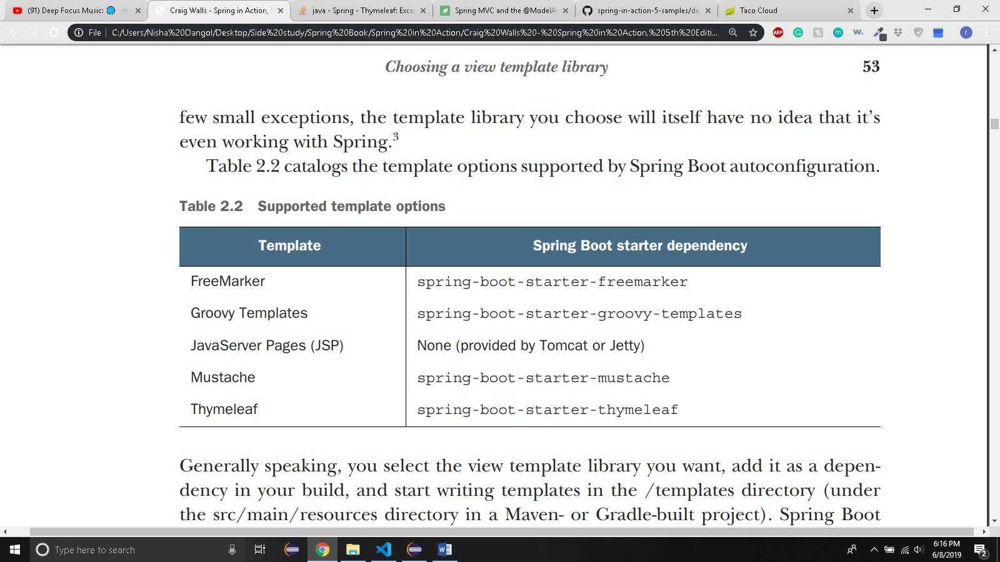 (91) Deep Focus Music:
Craig Walls - Spring in Action,
java - Spring - Thymeleaf: Exce
Spring MVC and the @ModelA
spring-in-action-5-samples/de
Taco Cloud
File
C:/Users/Nisha%20Dangol/Desktop/Side%20study/Spring%20Book/Spring%20in%20Action/Craig%20Walls%20-%20Spring%20in%20Action,%205th%20Editi...
ABP
Choosing a view template library
53
few small exceptions, the template library you choose will itself have no idea that it’s
even working with Spring.3
Table 2.2 catalogs the template options supported by Spring Boot autoconfiguration.
Table 2.2 Supported template options
Template Spring Boot starter dependency
FreeMarker spring-boot-starter-freemarker
Groovy Templates spring-boot-starter-groovy-templates
JavaServer Pages (JSP) None (provided by Tomcat or Jetty)
Mustache spring-boot-starter-mustache
Thymeleaf spring-boot-starter-thymeleaf
Generally speaking, you select the view template library you want, add it as a depen-
dency in your build, and start writing templates in the /templates directory (under
the src/main/resources directory in a Maven- or Gradle-built project). Spring Boot
Type here to search
6:16 PM
6/8/2019
2